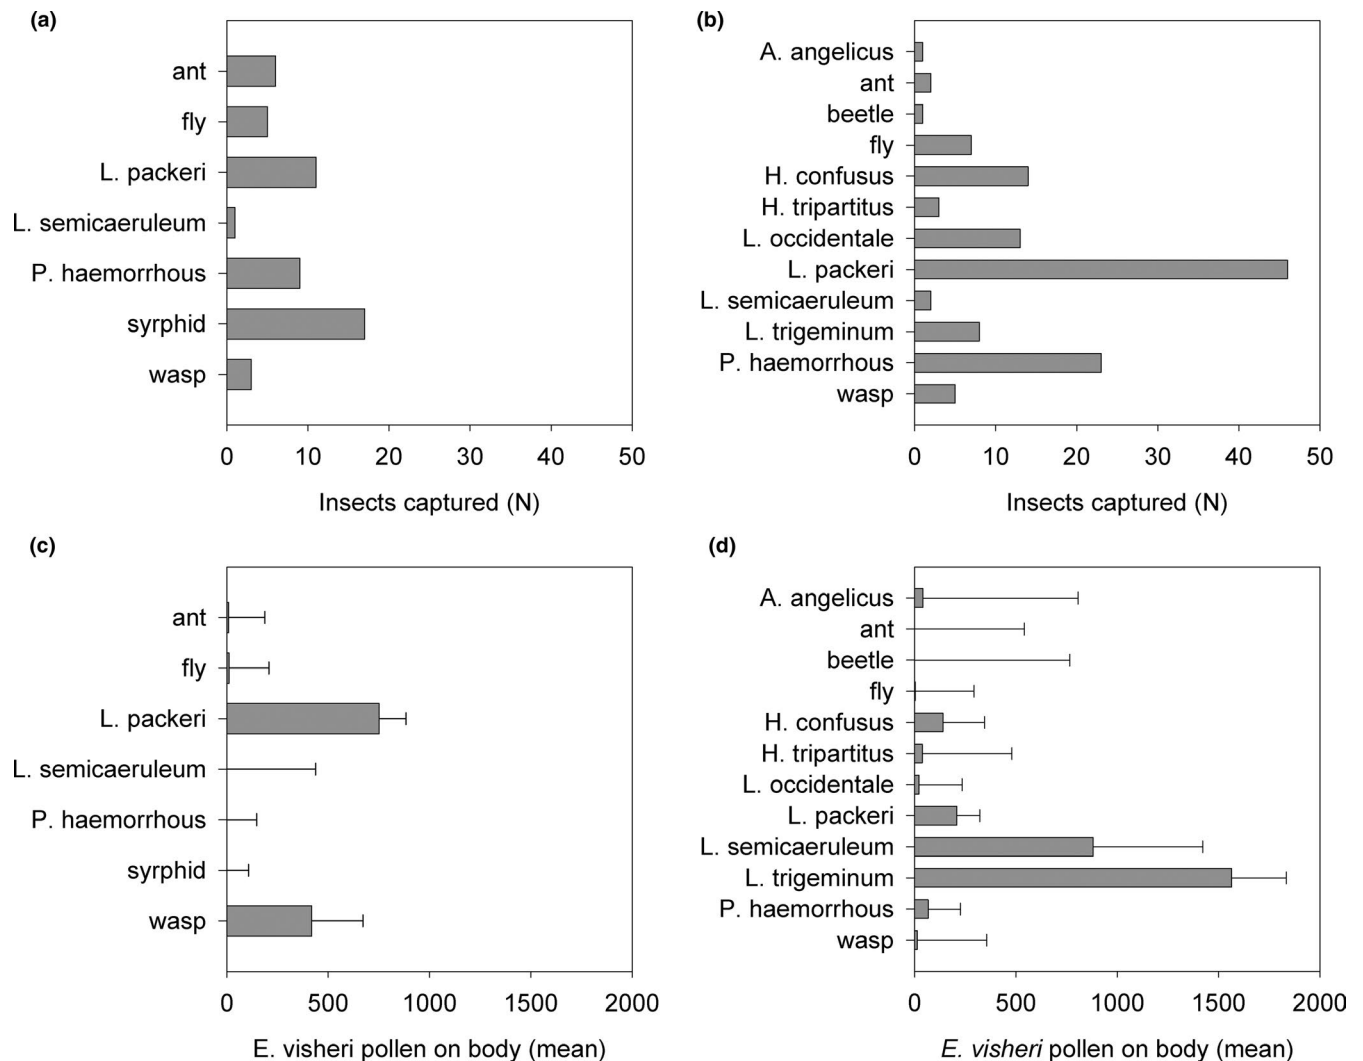 (a)
ant
fly
L. packeri
L. semicaeruleum
P. haemorrhous
syrphid
wasp
0 10 20 30 40 50
Insects captured (N)
(b)
A. angelicus
ant
beetle
fly
H. confusus
H. tripartitus
L. occidentale
L. packeri
L. semicaeruleum
L. trigeminum
P. haemorrhous
wasp
0 10 20 30 40 50
Insects captured (N)
(c)
ant
fly
L. packeri
L. semicaeruleum
P. haemorrhous
syrphid
wasp
0 500 1000 1500 2000
E. visheri pollen on body (mean)
(d)
A. angelicus
ant
beetle
fly
H. confusus
H. tripartitus
L. occidentale
L. packeri
L. semicaeruleum
L. trigeminum
P. haemorrhous
wasp
0 500 1000 1500 2000
E. visheri pollen on body (mean)